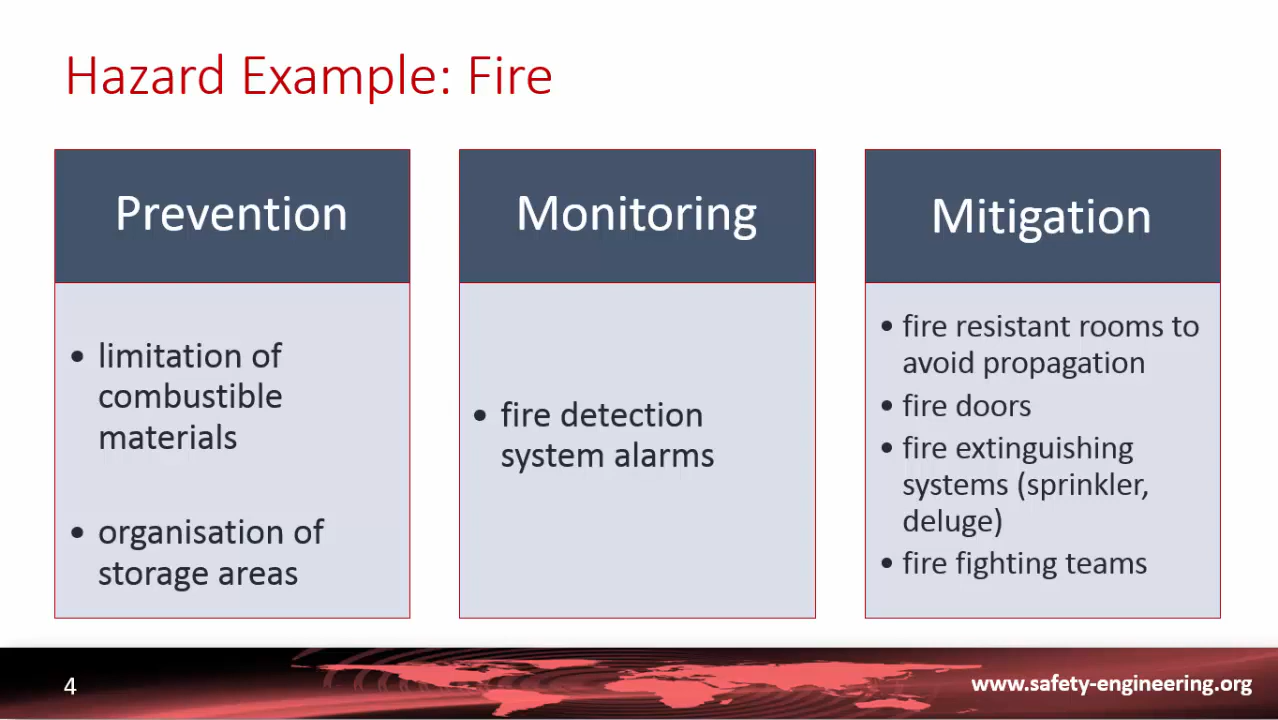 Hazard Example: Fire
Prevention
• limitation of
combustible
materials
• organisation of
storage areas
Monitoring
• fire detection
system alarms
Mitigation
• fire resistant rooms to
avoid propagation
• fire doors
• fire extinguishing
systems (sprinkler,
deluge)
• fire fighting teams
4
www.safety-engineering.org